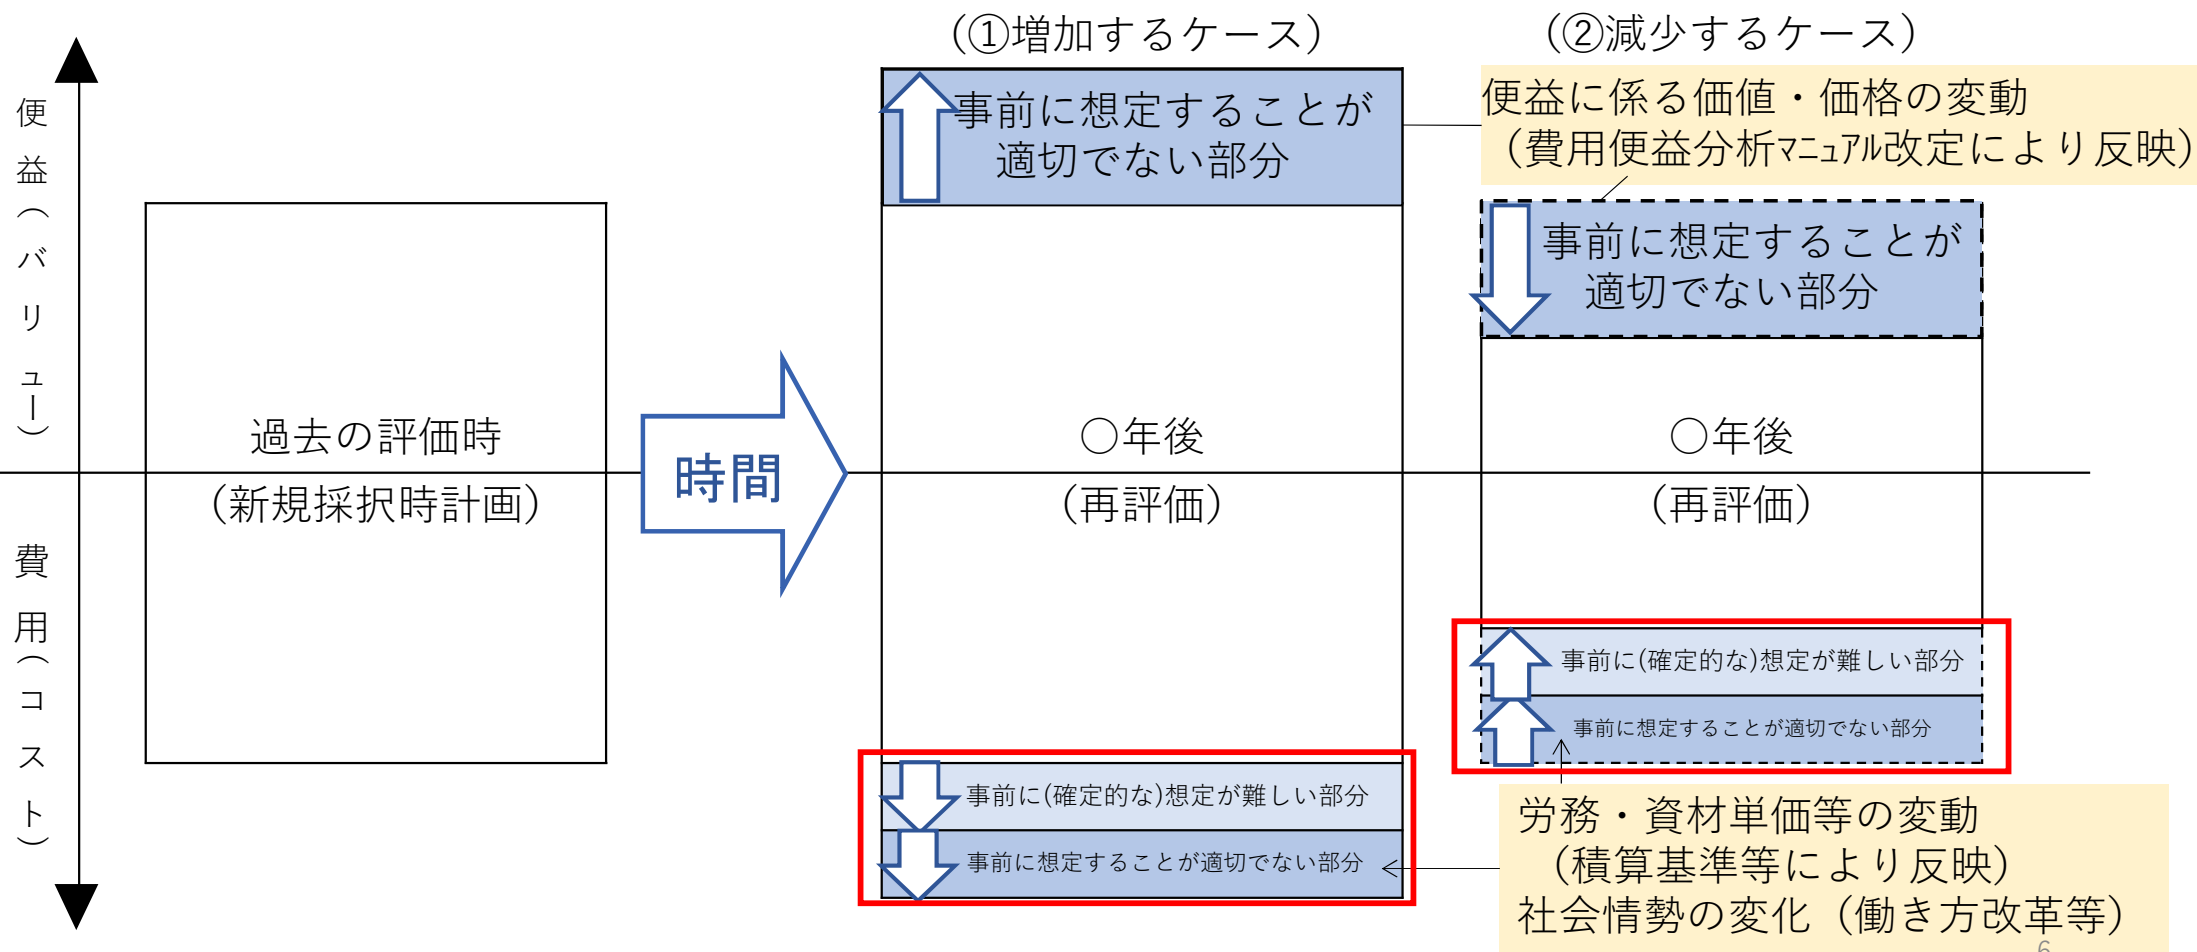 (①増加するケース)
(②減少するケース)
便益(バリュー)
費用(コスト)
過去の評価時
(新規採択時計画)
時間
事前に想定することが
適切でない部分
○年後
(再評価)
事前に(確定的な)想定が難しい部分
事前に想定することが適切でない部分
便益に係る価値・価格の変動
(費用便益分析ﾏﾆｭｱﾙ改定により反映)
事前に想定することが
適切でない部分
○年後
(再評価)
事前に(確定的な)想定が難しい部分
事前に想定することが適切でない部分
労務・資材単価等の変動
(積算基準等により反映)
社会情勢の変化(働き方改革等)
6